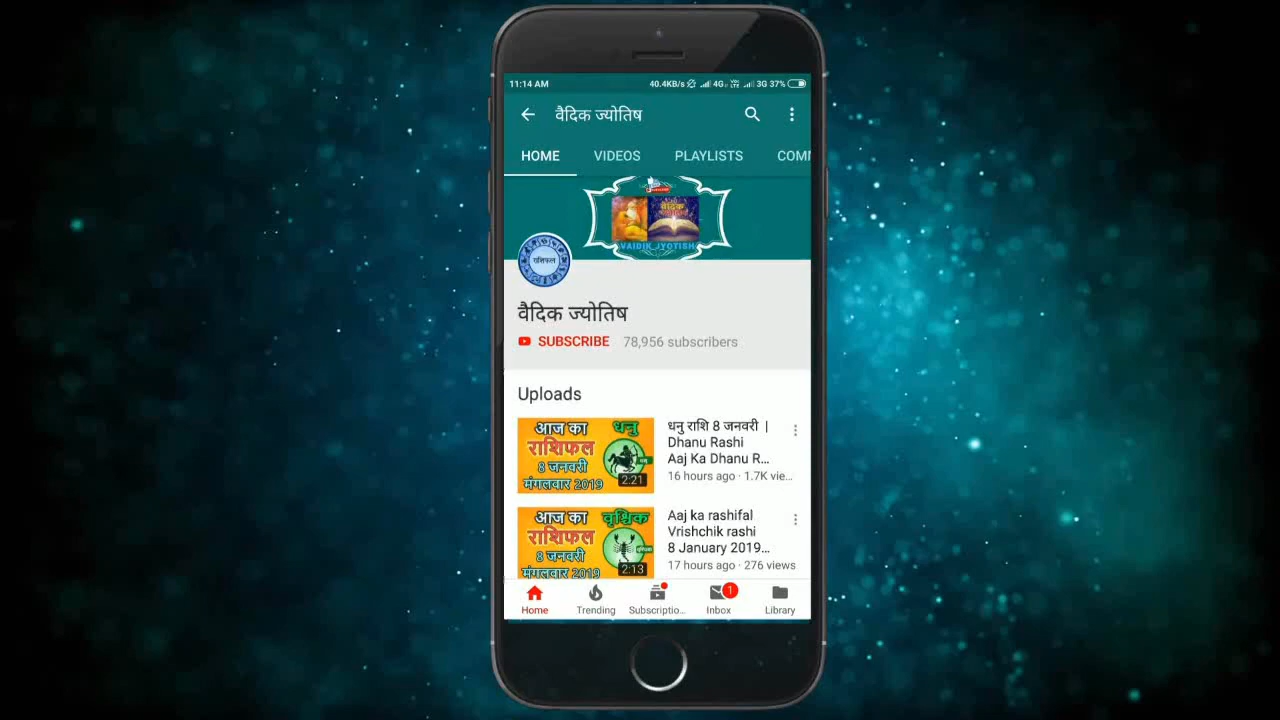 11:14 AM
40.4KB/s 4G 3G 37%
वैदिक ज्योतिष
HOME VIDEOS PLAYLISTS COMM
वैदिक
VAIDIK JYOTISH
राशिफल
वैदिक ज्योतिष
SUBSCRIBE 78,956 subscribers
Uploads
आज का धनु
राशिफल
8 जनवरी
मंगलवार 2019
2:21
धनु राशि 8 जनवरी |
Dhanu Rashi
Aaj Ka Dhanu R...
16 hours ago · 1.7K vie...
आज का वृश्चिक
राशिफल
8 जनवरी
मंगलवार 2019
2:13
Aaj ka rashifal
Vrishchik rashi
8 January 2019...
17 hours ago · 276 views
1
Home Trending Subscriptio... Inbox Library